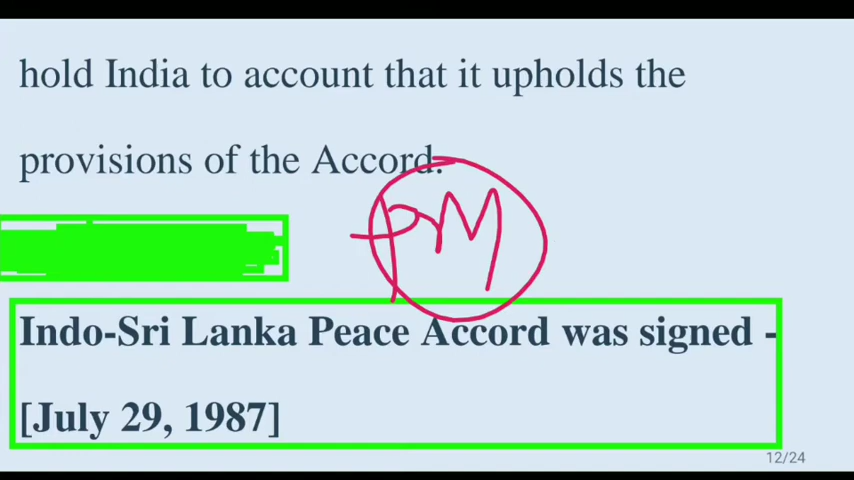 hold India to account that it upholds the
provisions of the Accord.
PM
Indo-Sri Lanka Peace Accord was signed -
[July 29, 1987]
12/24